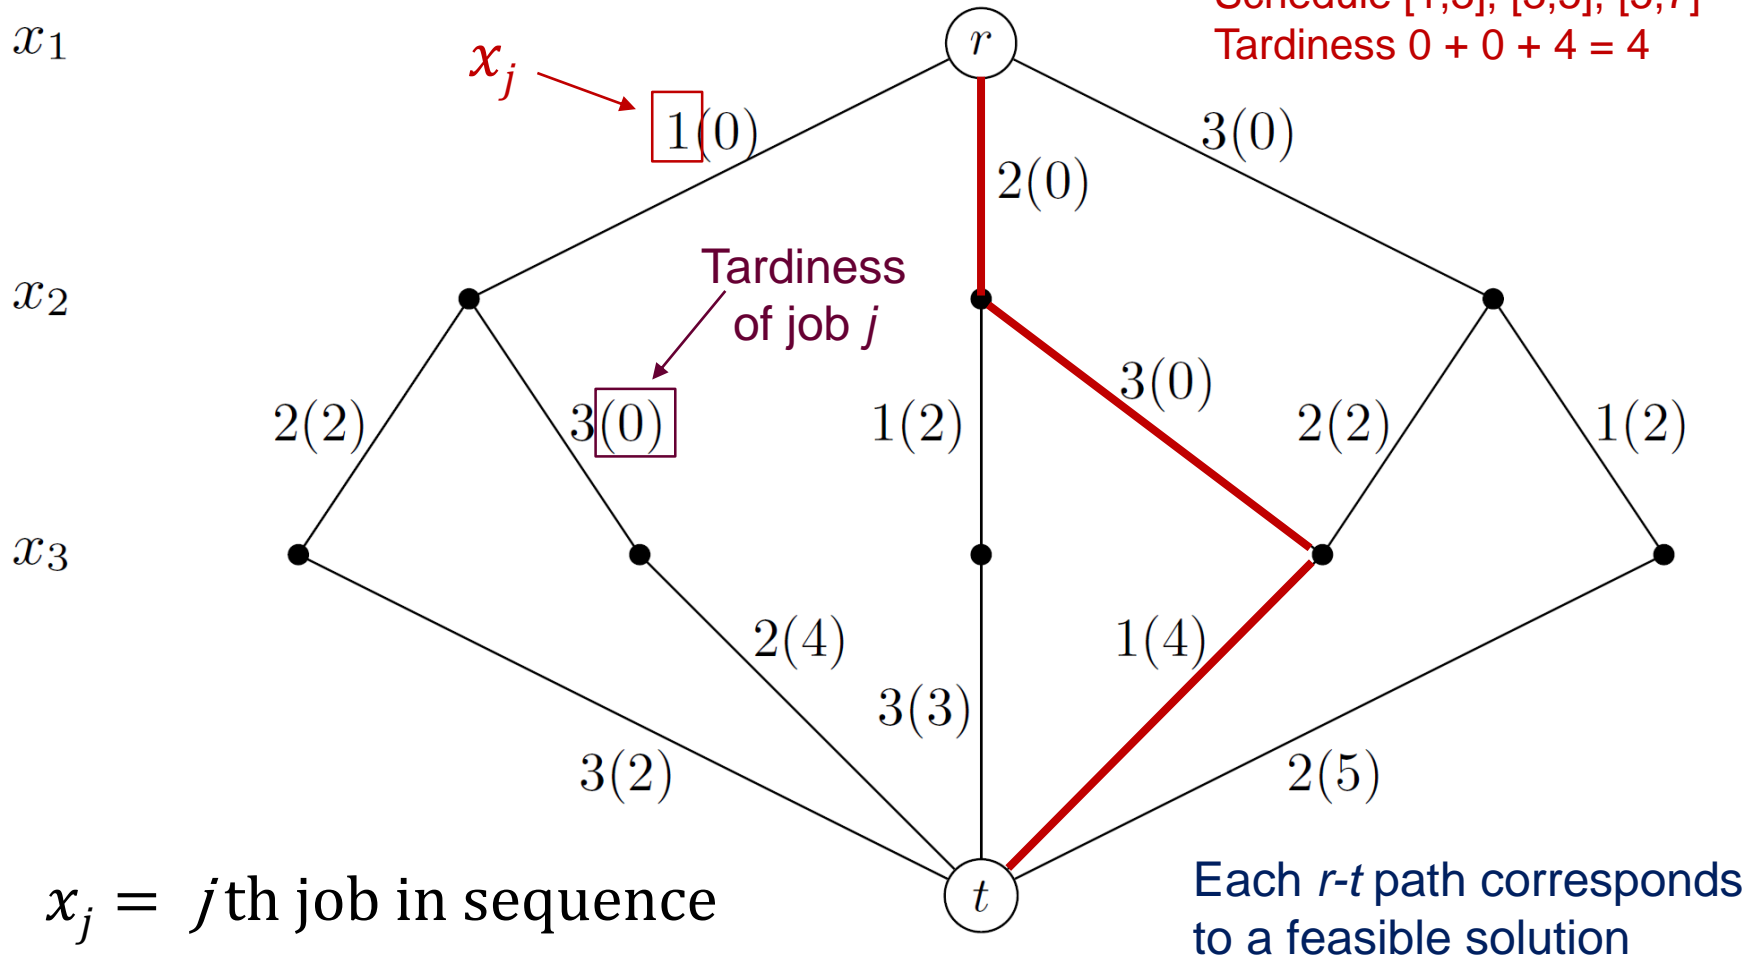 Tardiness 0 + 0 + 4 = 4
x1
r
xj
1(0)
3(0)
2(0)
x2
Tardiness
of job j
3(0)
2(2)
3(0)
1(2)
2(2)
1(2)
x3
2(4)
1(4)
3(3)
3(2)
2(5)
t
xj = j th job in sequence
Each r-t path corresponds
to a feasible solution